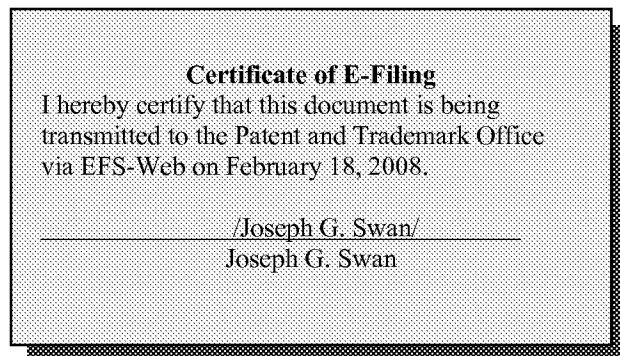 Certificate of E-Filing
I hereby certify that this document is being
transmitted to the Patent and Trademark Office
via EFS-Web on February 18, 2008.
/Joseph G. Swan/
Joseph G. Swan